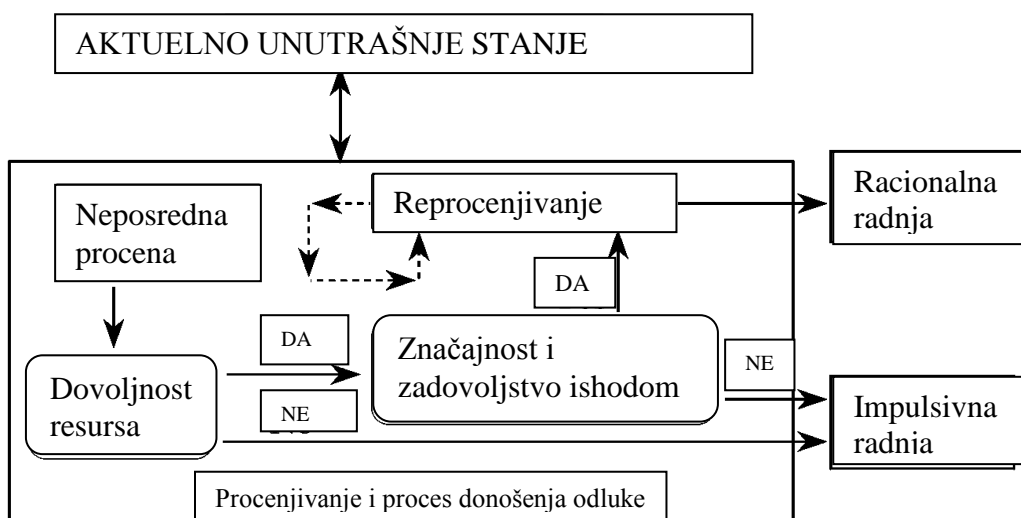 AKTUELNO UNUTRAŠNJE STANJE
Neposredna
procena
Reprocenjivanje
Racionalna
radnja
DA
DA
Značajnost i
zadovoljstvo ishodom
NE
Dovoljnost
resursa
NE
Impulsivna
radnja
Procenjivanje i proces donošenja odluke